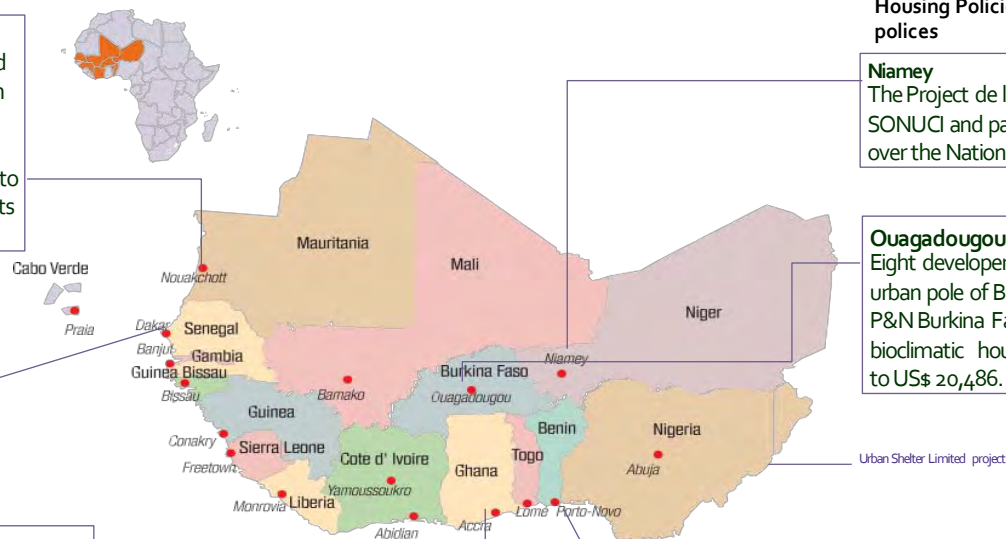 Housing Policie
polices
d
n
to
ts
Niamey
The Project de l
SONUCI and pa
over the Nation
Ouagadougou
Eight developer
urban pole of B
P&N Burkina Fa
bioclimatic hou
to US$ 20,486.
Urban Shelter Limited project
Cabo Verde
Praia
Mauritania
Nouakchott
Mali
Niger
Dakar
Senegal
Banjut
Gambia
Guinea Bissau
Bissau
Bamako
Burkina Faso
Ouagadougou
Niamey
Guinea
Conakry
Sierra Leone
Freetown
Cote d' Ivoire
Yamoussoukro
Ghana
Togo
Benin
Nigeria
Abuja
Monrovia
Liberia
Abidjan
Accra
Lomé
Porto-Novo